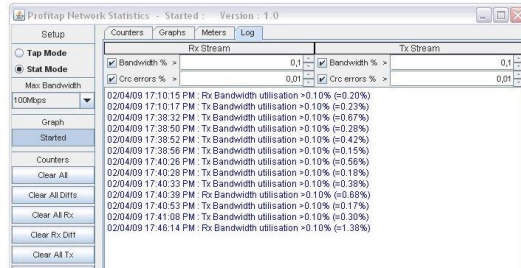 Profitap Network Statistics - Started : Version : 1.0
Setup
Counters Graphs Meters Log
Rx Stream Tx Stream
Tap Mode
Stat Mode
Bandwidth % > 0,1 Bandwidth % > 0,1
Crc errors % > 0,01 Crc errors % > 0,01
Max Bandwidth
100Mbps
Graph
Started
Counters
Clear All
Clear All Diffs
Clear All Rx
Clear Rx Diff
Clear All Tx
02/04/09 17:10:15 PM : Rx Bandwidth utilisation >0.10% (=0.20%)
02/04/09 17:10:17 PM : Tx Bandwidth utilisation >0.10% (=0.23%)
02/04/09 17:38:32 PM : Tx Bandwidth utilisation >0.10% (=0.67%)
02/04/09 17:38:50 PM : Tx Bandwidth utilisation >0.10% (=0.28%)
02/04/09 17:38:52 PM : Tx Bandwidth utilisation >0.10% (=0.42%)
02/04/09 17:38:56 PM : Tx Bandwidth utilisation >0.10% (=0.15%)
02/04/09 17:40:26 PM : Tx Bandwidth utilisation >0.10% (=0.56%)
02/04/09 17:40:28 PM : Tx Bandwidth utilisation >0.10% (=0.18%)
02/04/09 17:40:33 PM : Tx Bandwidth utilisation >0.10% (=0.38%)
02/04/09 17:40:39 PM : Rx Bandwidth utilisation >0.10% (=0.68%)
02/04/09 17:40:53 PM : Tx Bandwidth utilisation >0.10% (=0.17%)
02/04/09 17:41:08 PM : Tx Bandwidth utilisation >0.10% (=0.30%)
02/04/09 17:46:14 PM : Rx Bandwidth utilisation >0.10% (=1.38%)